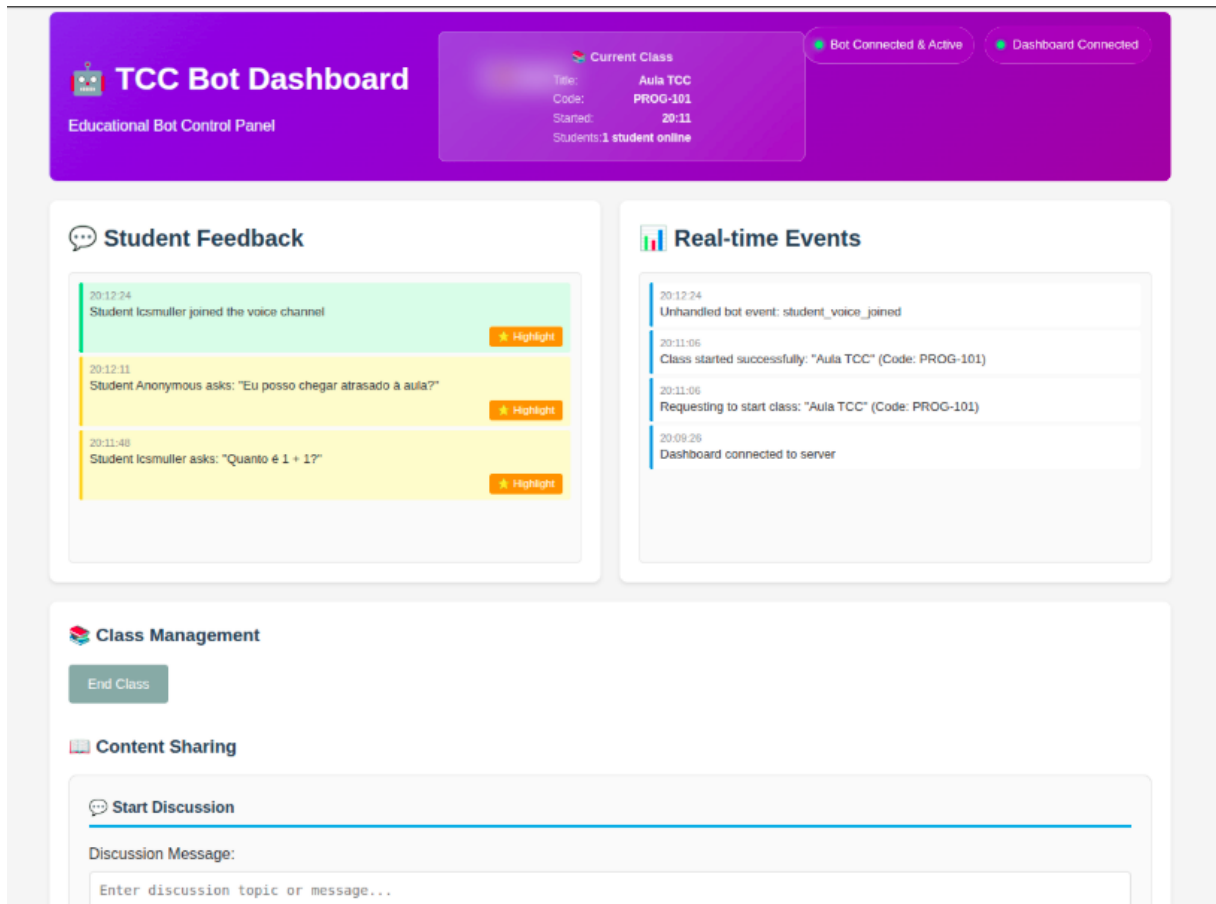 🤖 TCC Bot Dashboard
Educational Bot Control Panel
📚 Current Class
Title: Aula TCC
Code: PROG-101
Started: 20:11
Students:1 student online
Bot Connected & Active
Dashboard Connected
💬 Student Feedback
20:12:24
Student lcsmuller joined the voice channel
⭐ Highlight
20:12:11
Student Anonymous asks: "Eu posso chegar atrasado à aula?"
⭐ Highlight
20:11:48
Student lcsmuller asks: "Quanto é 1 + 1?"
⭐ Highlight
📊 Real-time Events
20:12:24
Unhandled bot event: student_voice_joined
20:11:06
Class started successfully: "Aula TCC" (Code: PROG-101)
20:11:06
Requesting to start class: "Aula TCC" (Code: PROG-101)
20:09:26
Dashboard connected to server
📚 Class Management
End Class
📖 Content Sharing
💬 Start Discussion
Discussion Message:
Enter discussion topic or message...